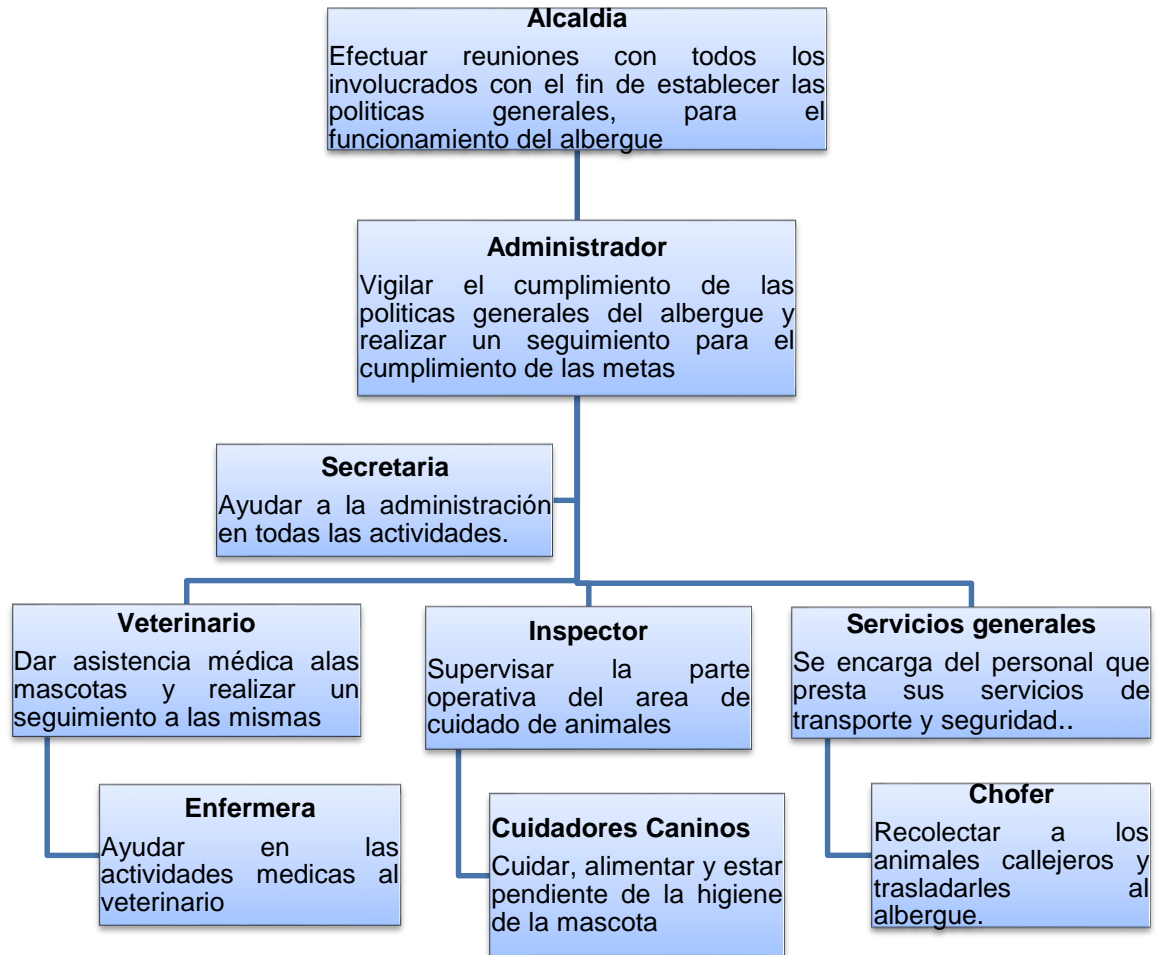 Alcaldia
Efectuar reuniones con todos los
involucrados con el fin de establecer las
politicas generales, para el
funcionamiento del albergue
Administrador
Vigilar el cumplimiento de las
politicas generales del albergue y
realizar un seguimiento para el
cumplimiento de las metas
Secretaria
Ayudar a la administración
en todas las actividades.
Veterinario
Dar asistencia médica alas
mascotas y realizar un
seguimiento a las mismas
Inspector
Supervisar la parte
operativa del area de
cuidado de animales
Servicios generales
Se encarga del personal que
presta sus servicios de
transporte y seguridad..
Enfermera
Ayudar en las
actividades medicas al
veterinario
Cuidadores Caninos
Cuidar, alimentar y estar
pendiente de la higiene
de la mascota
Chofer
Recolectar a los
animales callejeros y
trasladarles al
albergue.